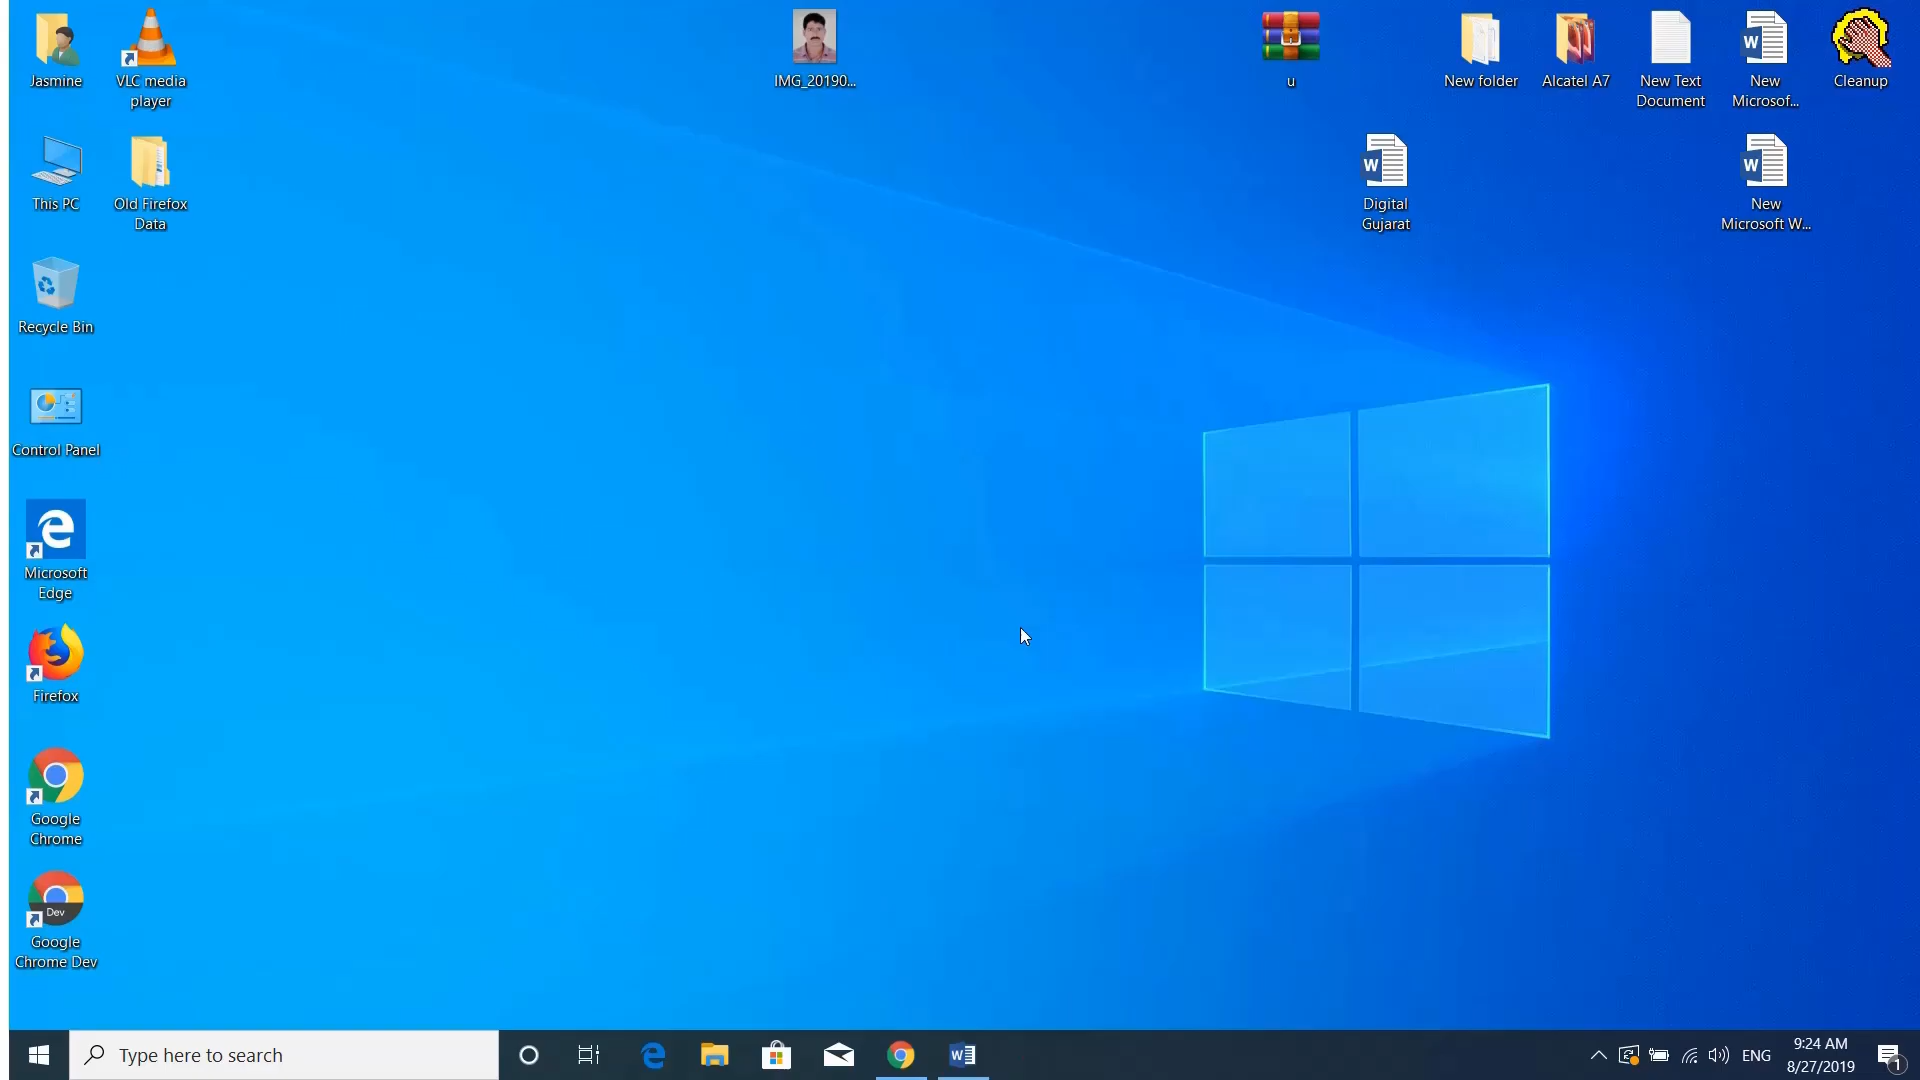 Jasmine
VLC media
player
IMG_20190...
u
New folder
Alcatel A7
New Text
Document
New
Microsof...
Cleanup
This PC
Old Firefox
Data
Digital
Gujarat
New
Microsoft W...
Recycle Bin
Control Panel
Microsoft
Edge
Firefox
Google
Chrome
Dev
Google
Chrome Dev
Type here to search
ENG
9:24 AM
8/27/2019
1